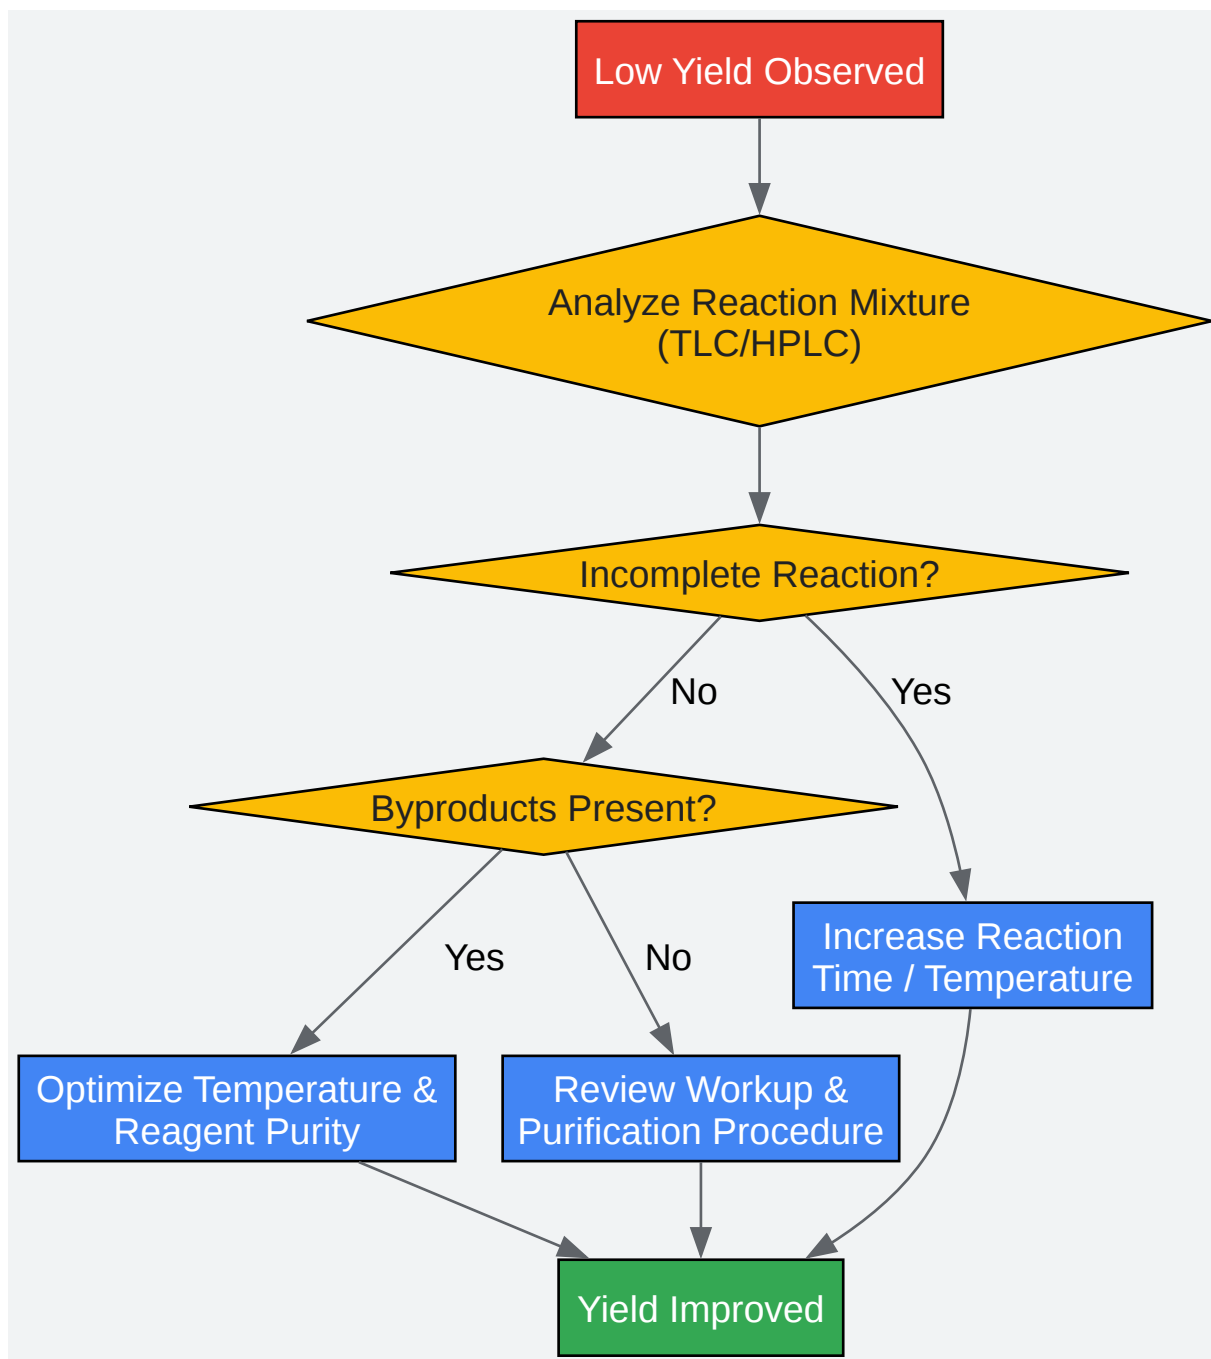 Low Yield Observed
Analyze Reaction Mixture
(TLC/HPLC)
Incomplete Reaction?
No
Yes
Byproducts Present?
Yes
No
Increase Reaction
Time / Temperature
Optimize Temperature &
Reagent Purity
Review Workup &
Purification Procedure
Yield Improved